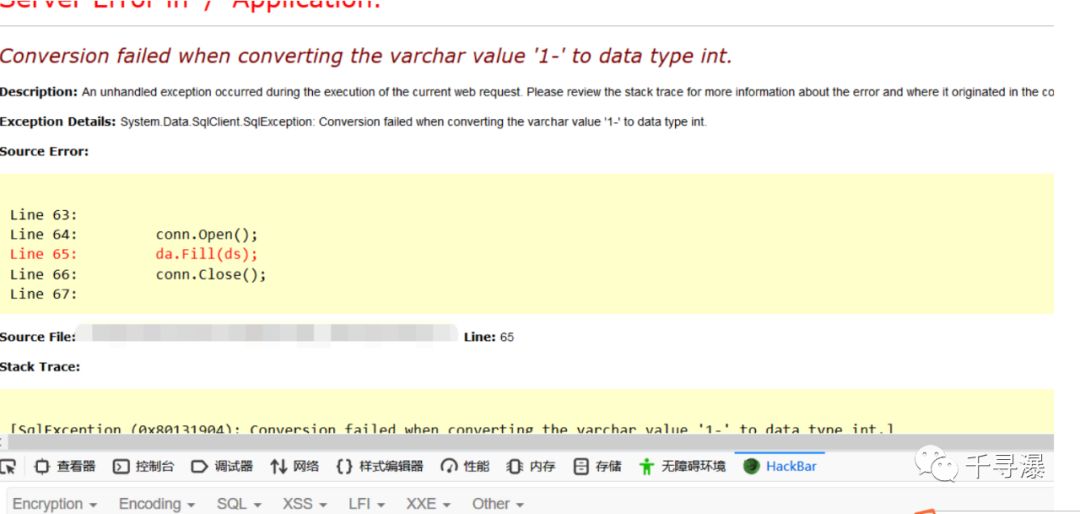 Server Error in '/' Application.
Conversion failed when converting the varchar value '1-' to data type int.
Description: An unhandled exception occurred during the execution of the current web request. Please review the stack trace for more information about the error and where it originated in the co
Exception Details: System.Data.SqlClient.SqlException: Conversion failed when converting the varchar value '1-' to data type int.
Source Error:
Line 63:
Line 64: conn.Open();
Line 65: da.Fill(ds);
Line 66: conn.Close();
Line 67:
Source File: Line: 65
Stack Trace:
[SqlException (0x80131904): Conversion failed when converting the varchar value '1-' to data type int.]
查看器 控制台 调试器 网络 样式编辑器 性能 内存 存储 无障碍环境 HackBar
千寻瀑
Encryption Encoding SQL XSS LFI XXE Other